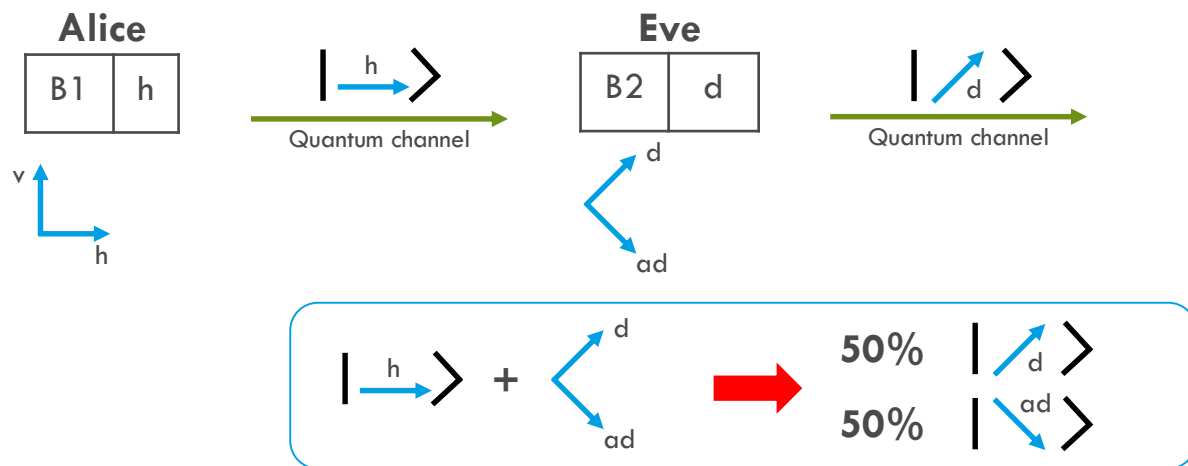 Alice
B1 h
h
Quantum channel
Eve
B2 d
d
Quantum channel
v
h
d
ad
h
+
d
ad
50%
d
50%
ad